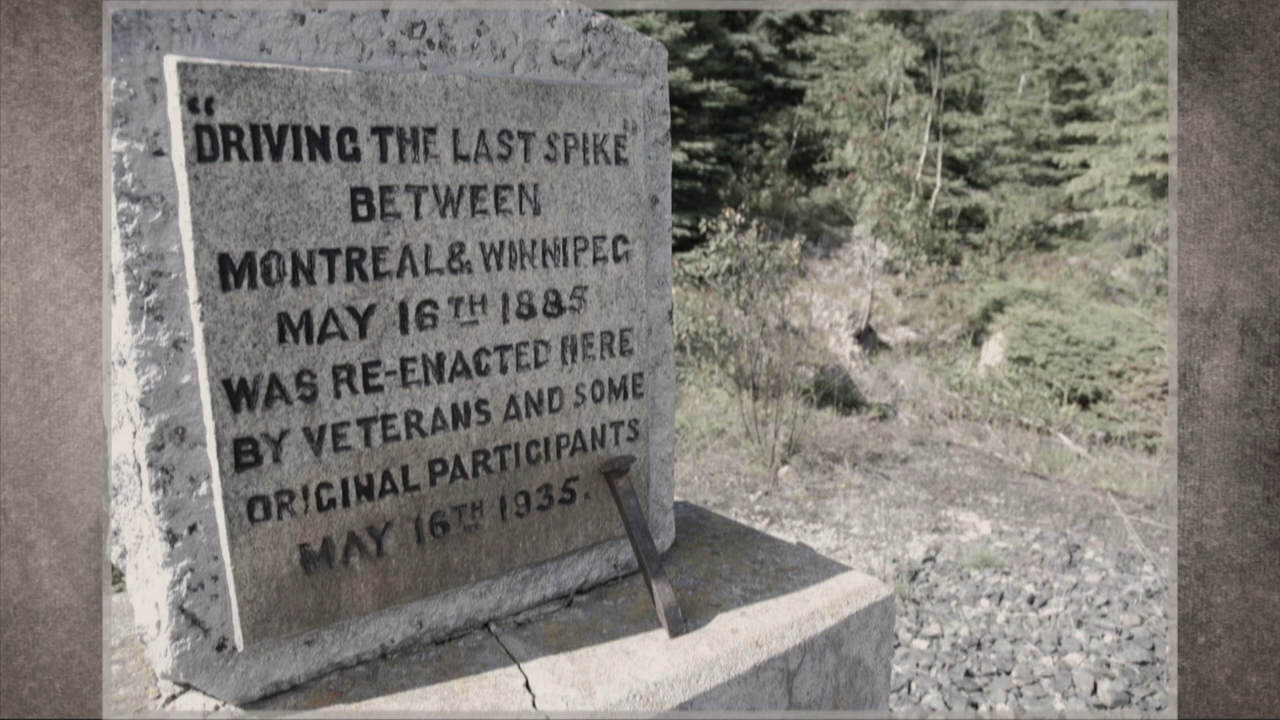 “DRIVING THE LAST SPIKE”
BETWEEN
MONTREAL & WINNIPEG
MAY 16TH 1885
WAS RE-ENACTED HERE
BY VETERANS AND SOME
ORIGINAL PARTICIPANTS
MAY 16TH 1935.